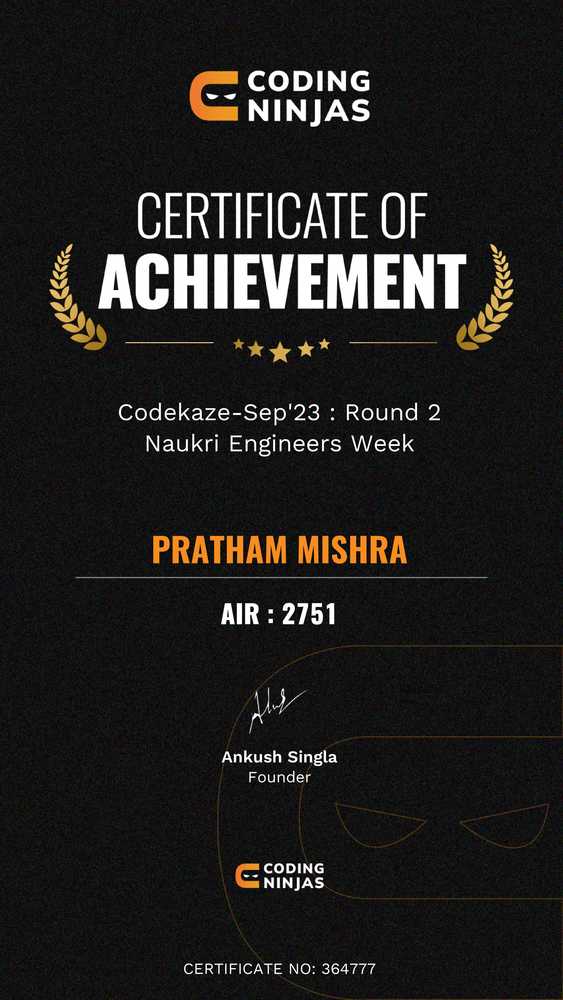 CODING
NINJAS
CERTIFICATE OF
ACHIEVEMENT
Codekaze-Sep'23 : Round 2
Naukri Engineers Week
PRATHAM MISHRA
AIR : 2751
Ankush Singla
Founder
CODING
NINJAS
CERTIFICATE NO: 364777